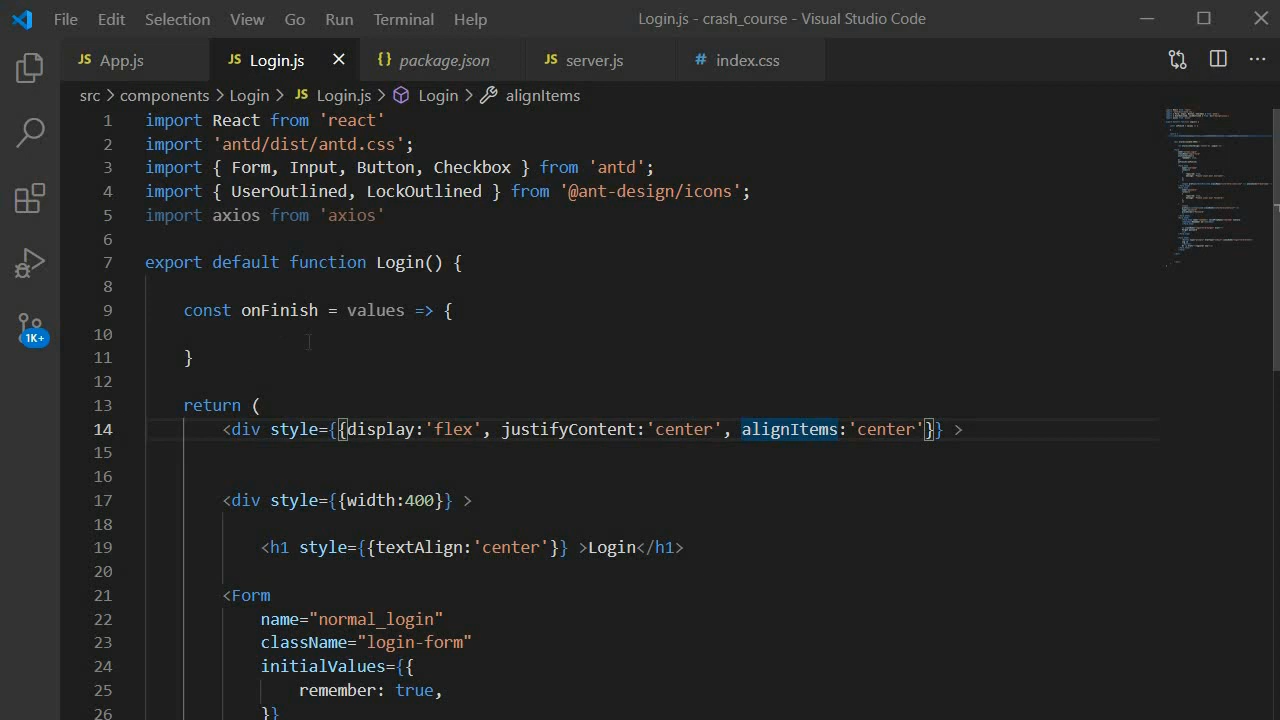 File Edit Selection View Go Run Terminal Help Login.js - crash_course - Visual Studio Code
JS App.js JS Login.js {} package.json JS server.js # index.css
src > components > Login > JS Login.js > Login > alignItems
1 import React from 'react'
2 import 'antd/dist/antd.css';
3 import { Form, Input, Button, Checkbox } from 'antd';
4 import { UserOutlined, LockOutlined } from '@ant-design/icons';
5 import axios from 'axios'
6
7 export default function Login() {
8
9 const onFinish = values => {
10
11 }
12
13 return (
14 <div style={{display:'flex', justifyContent:'center', alignItems:'center'}} >
15
16
17 <div style={{width:400}} >
18
19 <h1 style={{textAlign:'center'}} >Login</h1>
20
21 <Form
22 name="normal_login"
23 className="login-form"
24 initialValues={{
25 remember: true,
26 }}
1K+